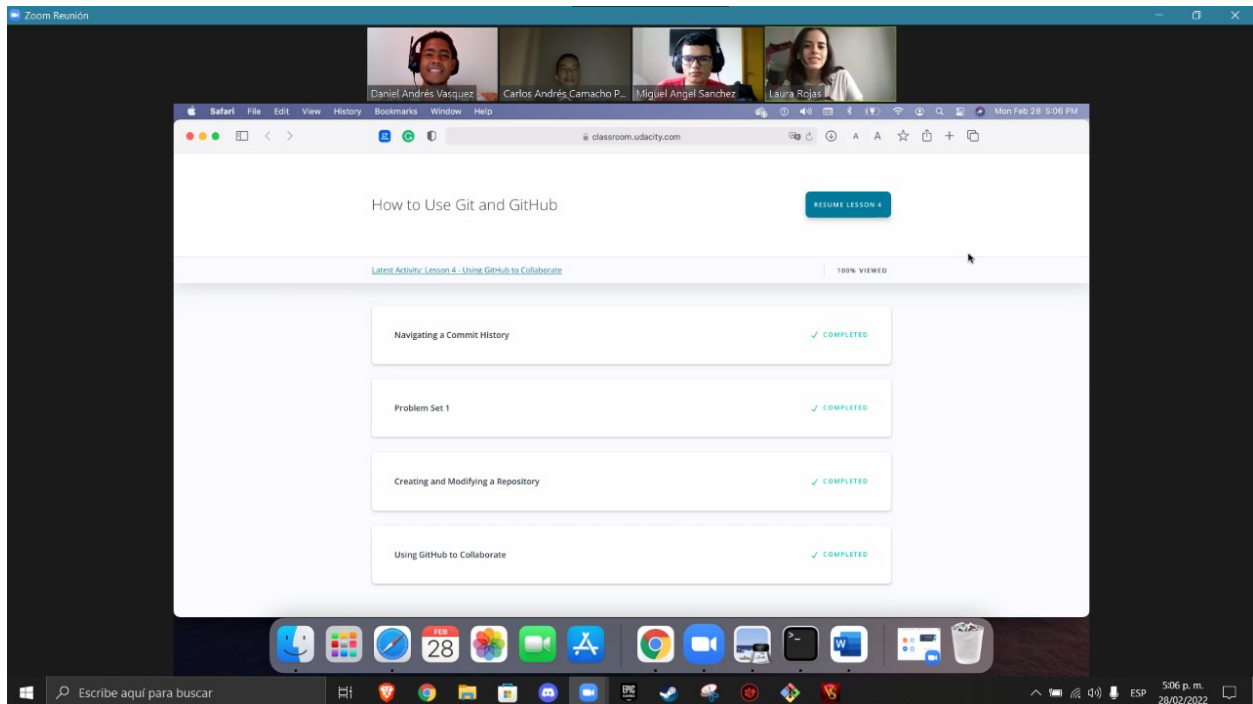 Zoom Reunión
Daniel Andrés Vasquez
Carlos Andrés Camacho P...
Miguel Angel Sanchez
Laura Rojas
Safari File Edit View History Bookmarks Window Help
Mon Feb 28 5:06 PM
classroom.udacity.com
A A
How to Use Git and GitHub
RESUME LESSON 4
Latest Activity: Lesson 4 - Using GitHub to Collaborate
100% VIEWED
Navigating a Commit History
✓ COMPLETED
Problem Set 1
✓ COMPLETED
Creating and Modifying a Repository
✓ COMPLETED
Using GitHub to Collaborate
✓ COMPLETED
FEB
28
W
Escribe aquí para buscar
EPIC
ESP
5:06 p. m.
28/02/2022